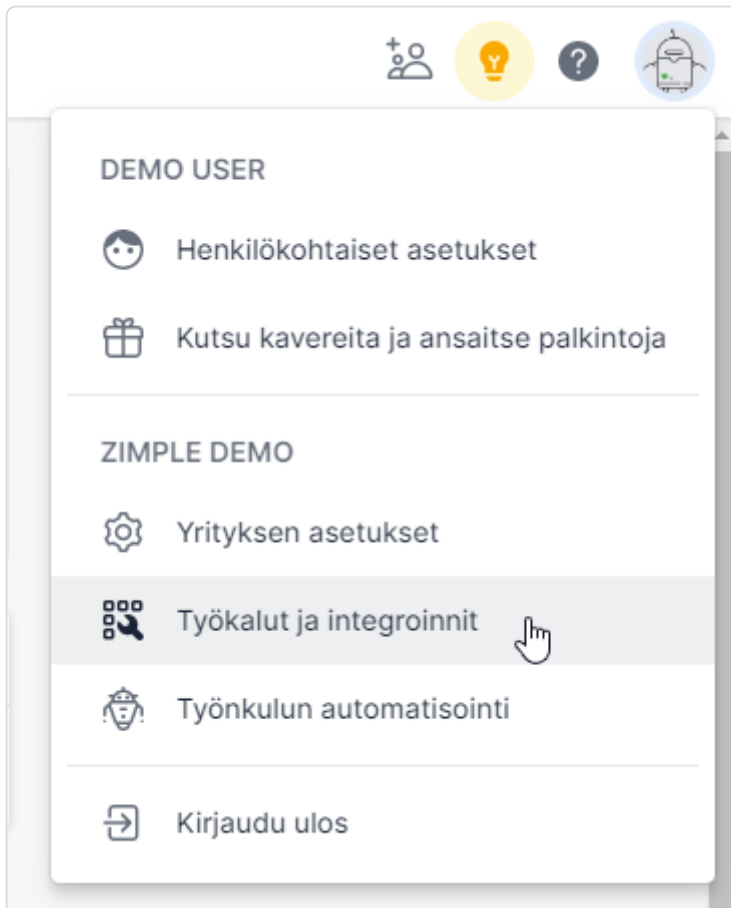 DEMO USER
Henkilökohtaiset asetukset
Kutsu kavereita ja ansaitse palkintoja
ZIMPLE DEMO
Yrityksen asetukset
Työkalut ja integroinnit
Työnkulun automatisointi
Kirjaudu ulos